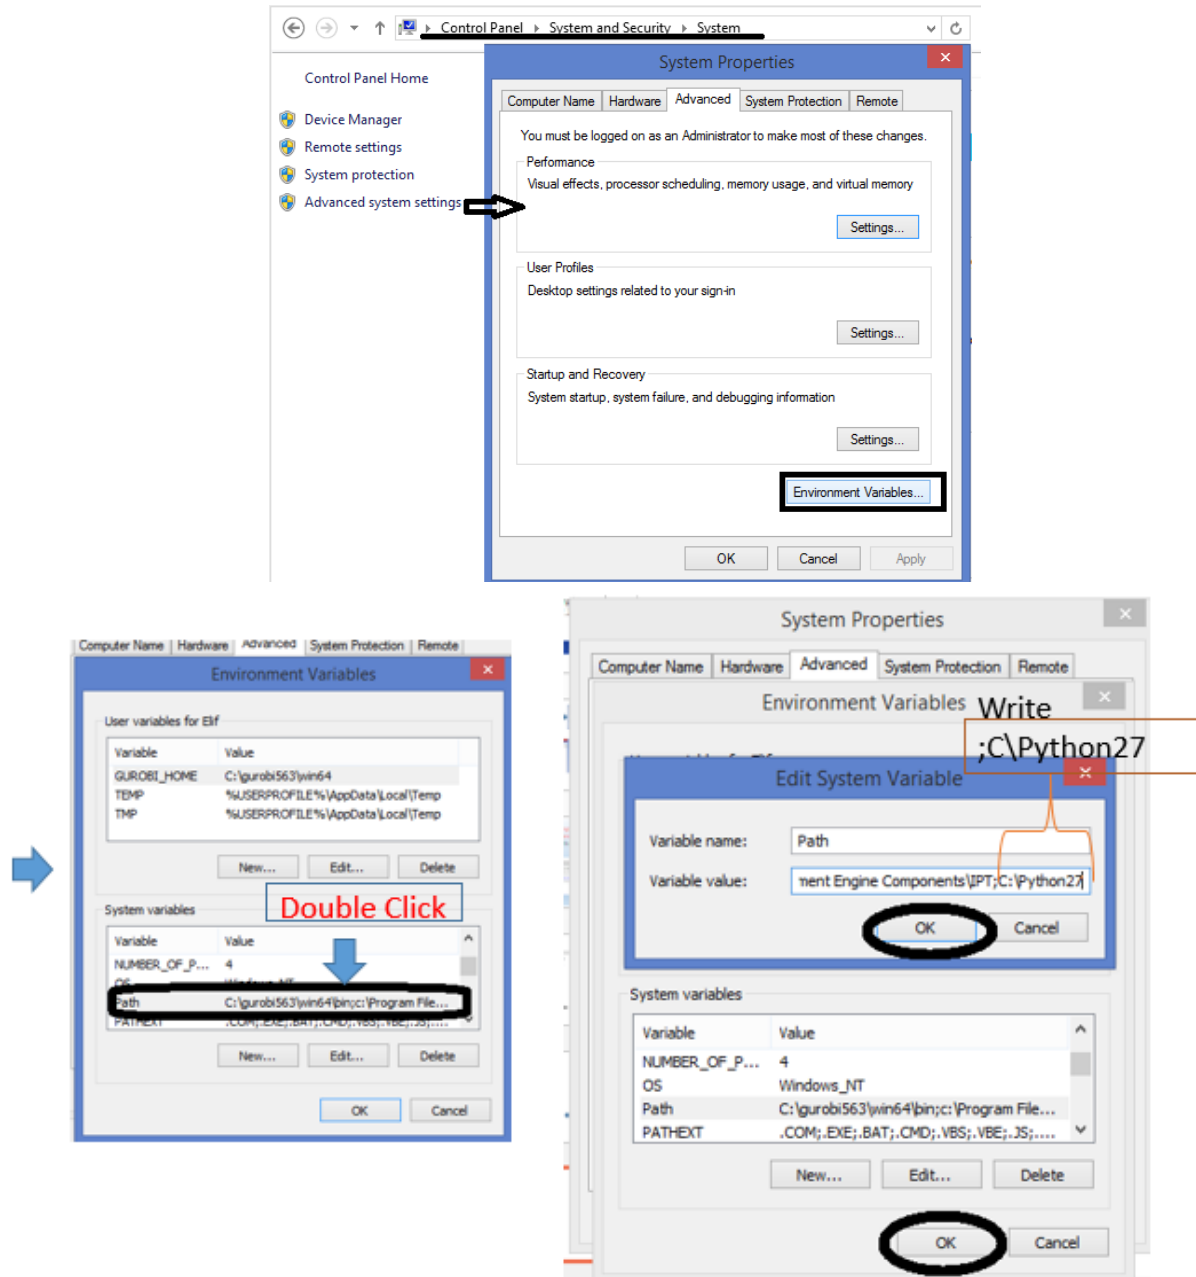 Control Panel ▸ System and Security ▸ System
System Properties
Control Panel Home
Device Manager
Remote settings
System protection
Advanced system settings
Computer Name Hardware Advanced System Protection Remote
You must be logged on as an Administrator to make most of these changes.
Performance
Visual effects, processor scheduling, memory usage, and virtual memory
Settings...
User Profiles
Desktop settings related to your sign-in
Settings...
Startup and Recovery
System startup, system failure, and debugging information
Settings...
Environment Variables...
OK Cancel Apply
Computer Name Hardware Advanced System Protection Remote
Environment Variables
User variables for Elif
Variable Value
GUROBI_HOME C:\gurobi563\win64
TEMP %USERPROFILE%\AppData\Local\Temp
TMP %USERPROFILE%\AppData\Local\Temp
New... Edit... Delete
Double Click
System variables
Variable Value
NUMBER_OF_P... 4
OS Windows_NT
Path C:\gurobi563\win64\bin;c:\Program File...
PATHEXT .COM;.EXE;.BAT;.CMD;.VBS;.VBE;.JS;....
New... Edit... Delete
OK Cancel
System Properties
Computer Name Hardware Advanced System Protection Remote
Environment Variables
Write
;C\Python27
Edit System Variable
Variable name: Path
Variable value: ment Engine Components\IPT;C:\Python27
OK Cancel
System variables
Variable Value
NUMBER_OF_P... 4
OS Windows_NT
Path C:\gurobi563\win64\bin;c:\Program File...
PATHEXT .COM;.EXE;.BAT;.CMD;.VBS;.VBE;.JS;....
New... Edit... Delete
OK Cancel